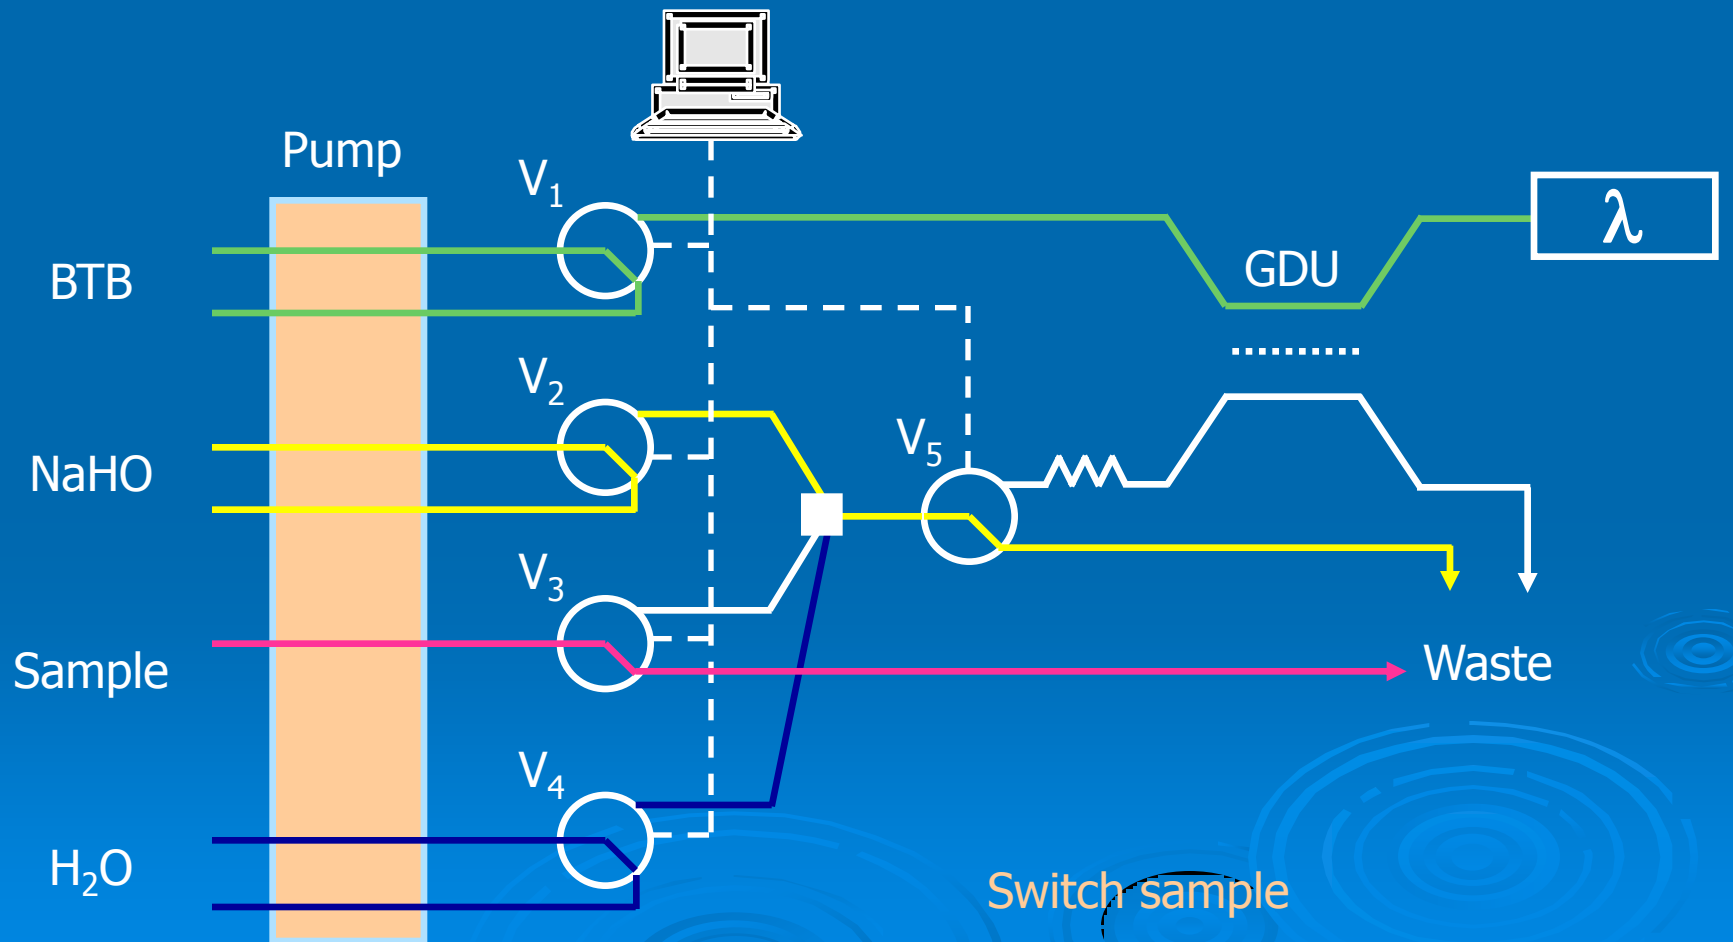 Pump
V₁
BTB
GDU
λ
V₂
NaHO
V₅
V₃
Sample
Waste
V₄
H₂O
Switch sample